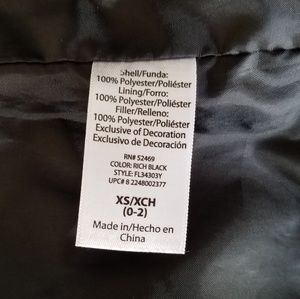 Shell/Funda:
100% Polyester/Poliéster
Lining/Forro:
100% Polyester/Poliéster
Filler/Relleno:
100% Polyester/Poliéster
Exclusive of Decoration
Exclusivo de Decoración
RN# 52469
COLOR: RICH BLACK
STYLE: FL34303Y
UPC# 8 2248002377
XS/XCH
(0-2)
Made in/Hecho en
China